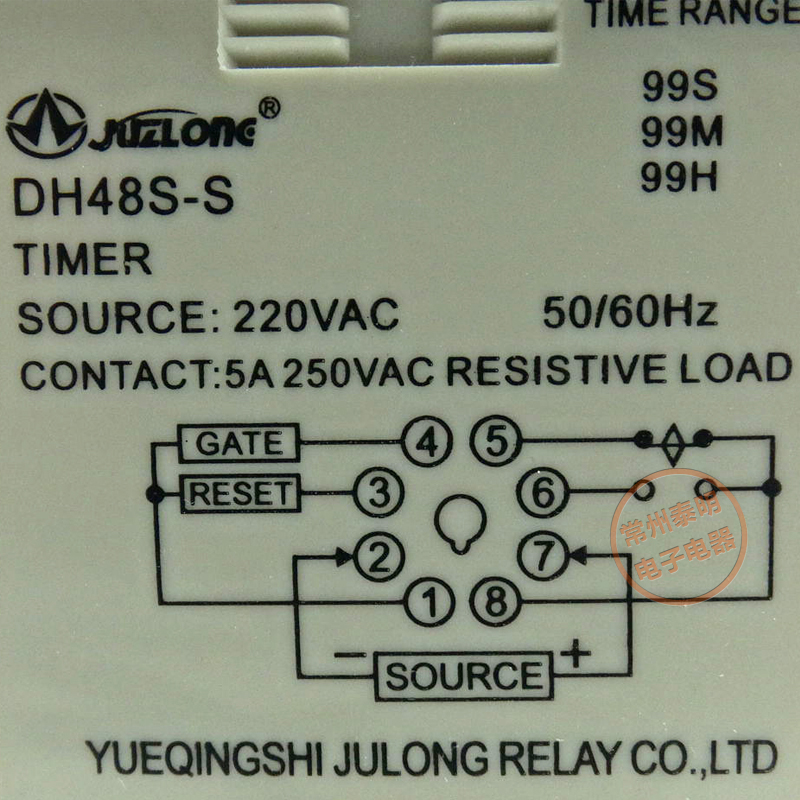 TIME RANGE
99S
99M
99H
JUELONG®
DH48S-S
TIMER
SOURCE: 220VAC 50/60Hz
CONTACT:5A 250VAC RESISTIVE LOAD
GATE 4 5
RESET 3 6
2 7
1 8
− SOURCE +
常州泰明
电子电器
YUEQINGSHI JULONG RELAY CO.,LTD